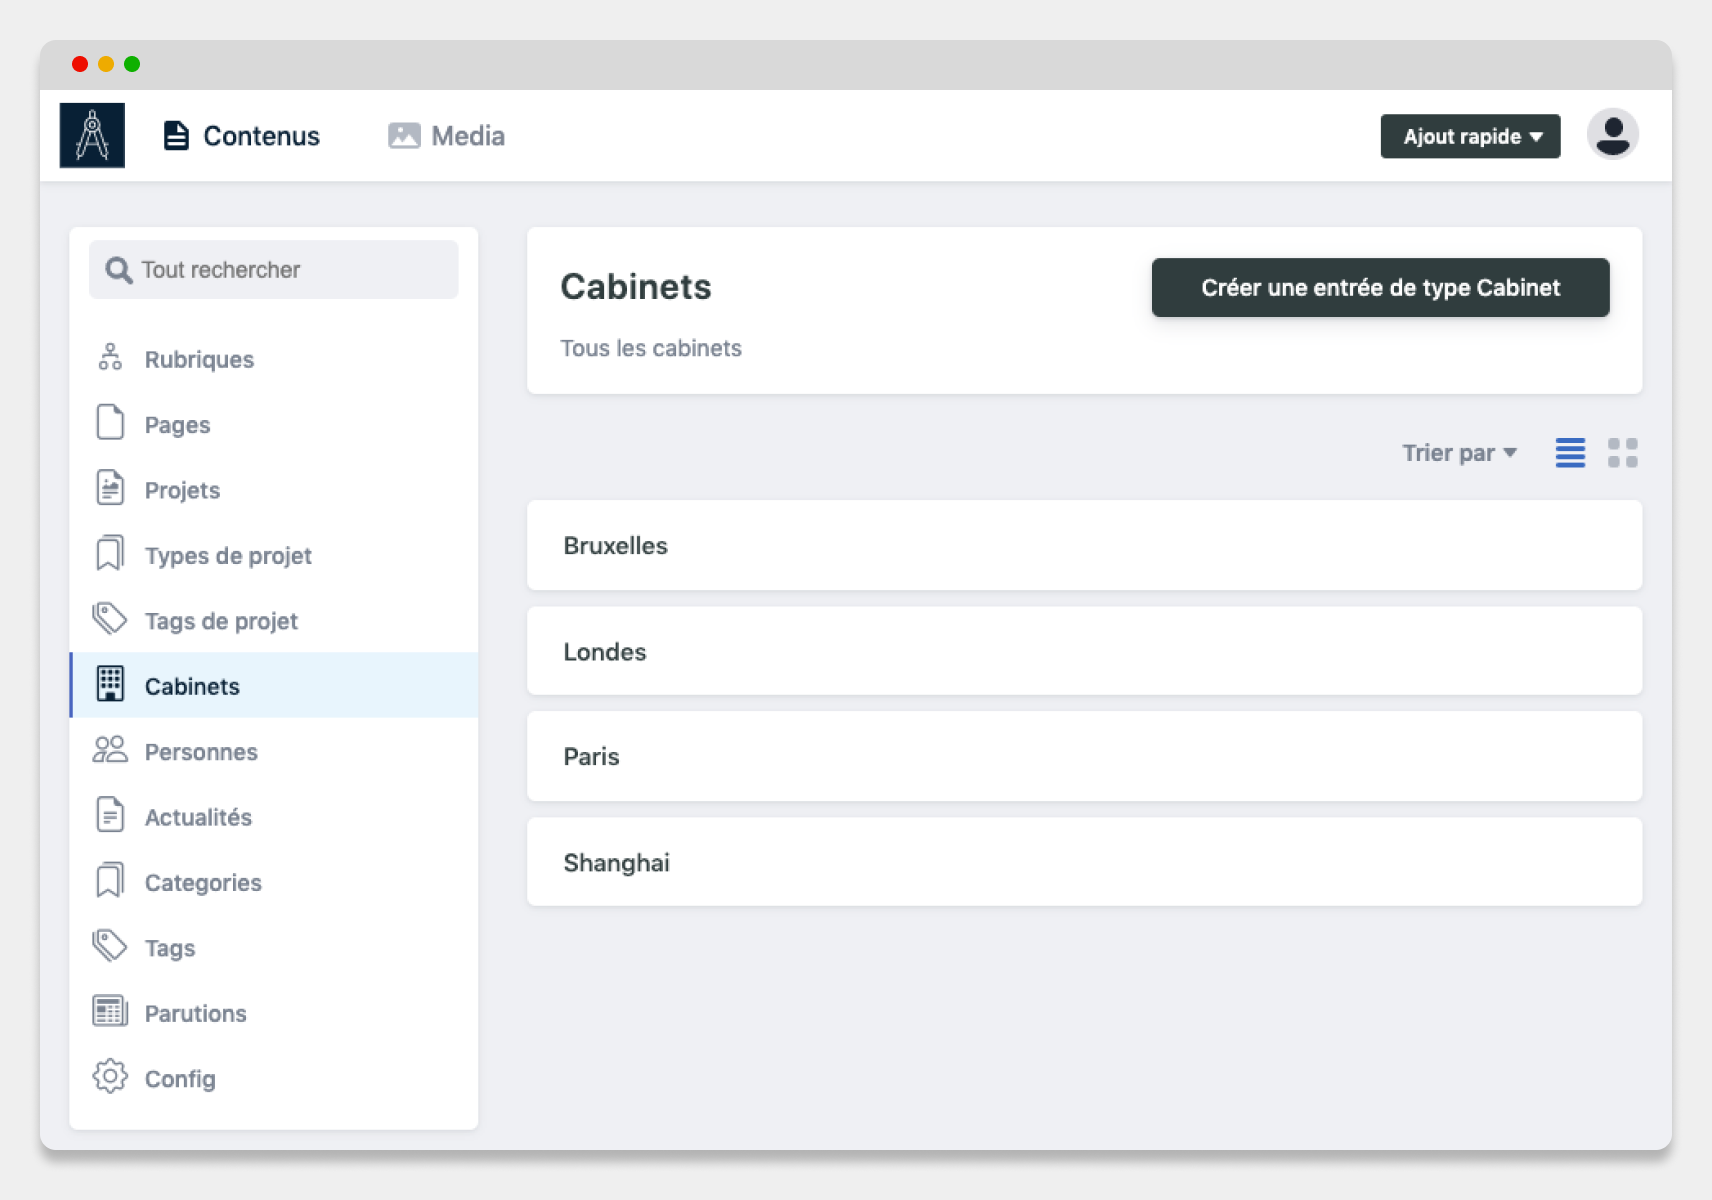 Contenus
Media
Ajout rapide
Tout rechercher
Rubriques
Pages
Projets
Types de projet
Tags de projet
Cabinets
Personnes
Actualités
Categories
Tags
Parutions
Config
Cabinets
Créer une entrée de type Cabinet
Tous les cabinets
Trier par
Bruxelles
Londes
Paris
Shanghai